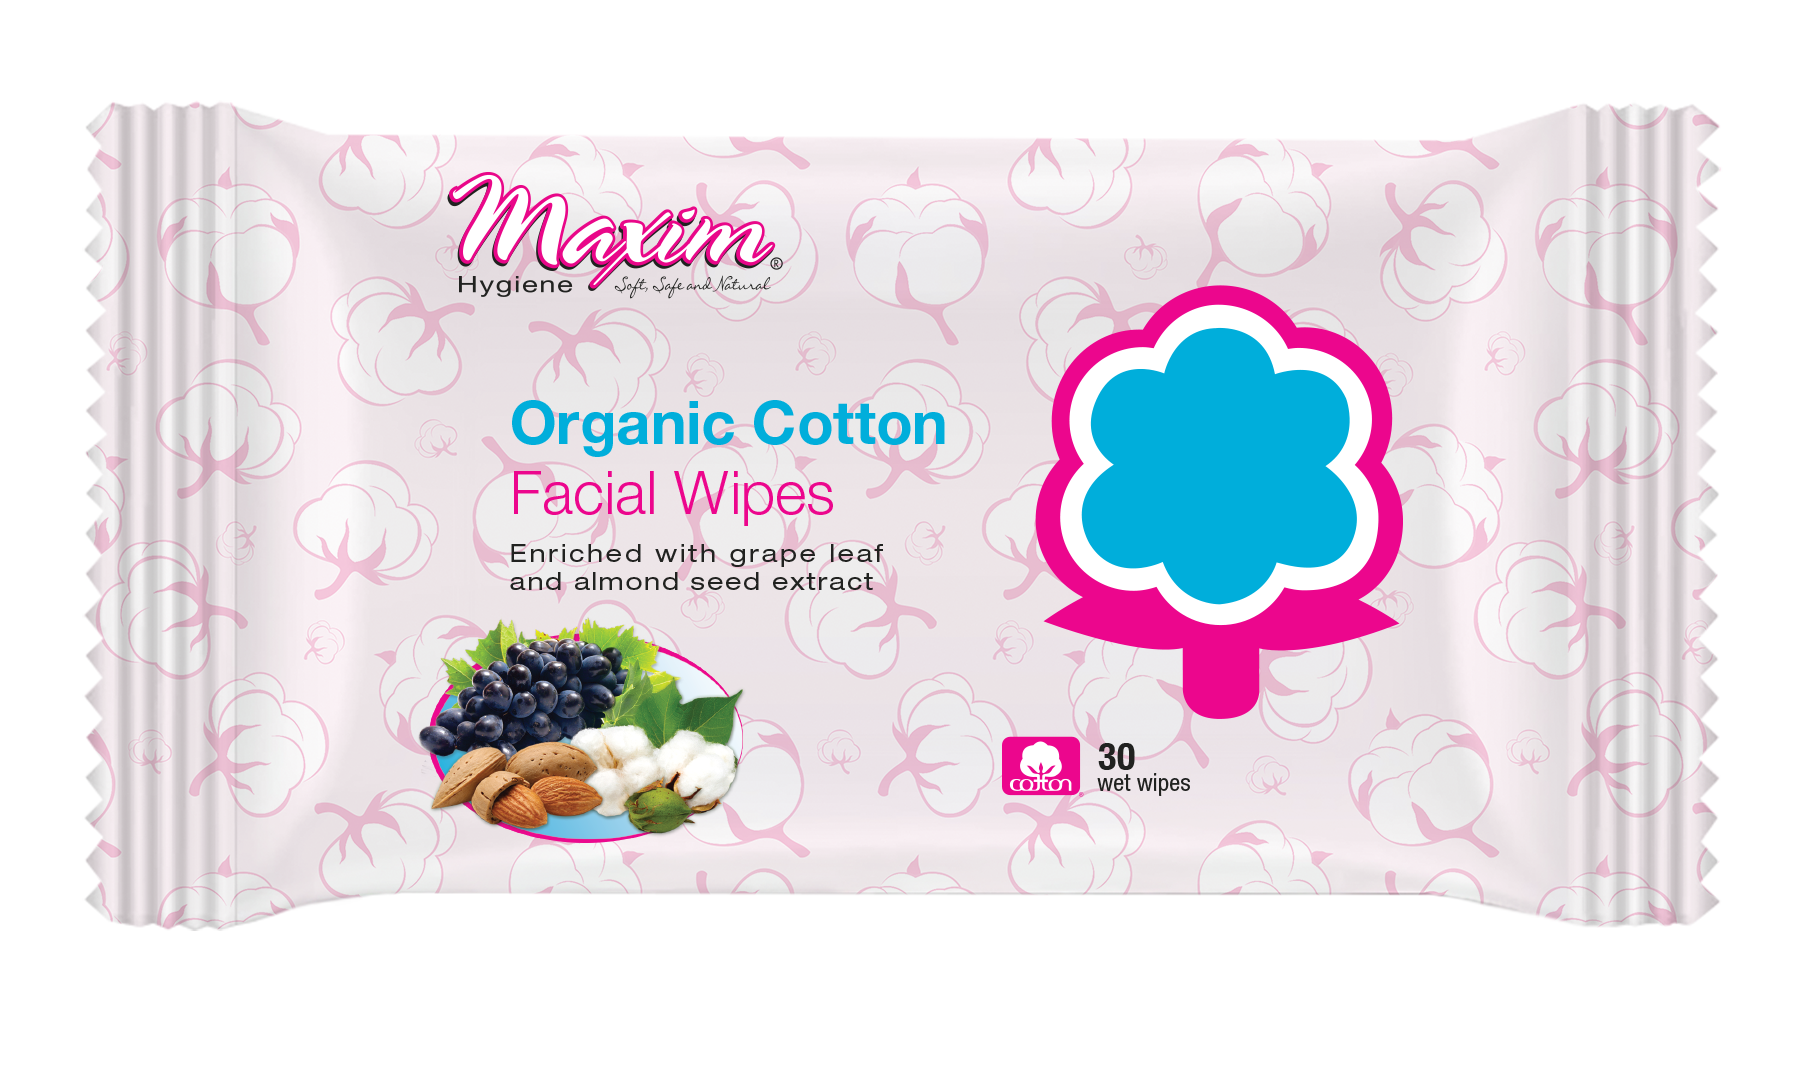 Maxim®
Hygiene Soft, Safe and Natural
Organic Cotton
Facial Wipes
Enriched with grape leaf
and almond seed extract
cotton
30
wet wipes